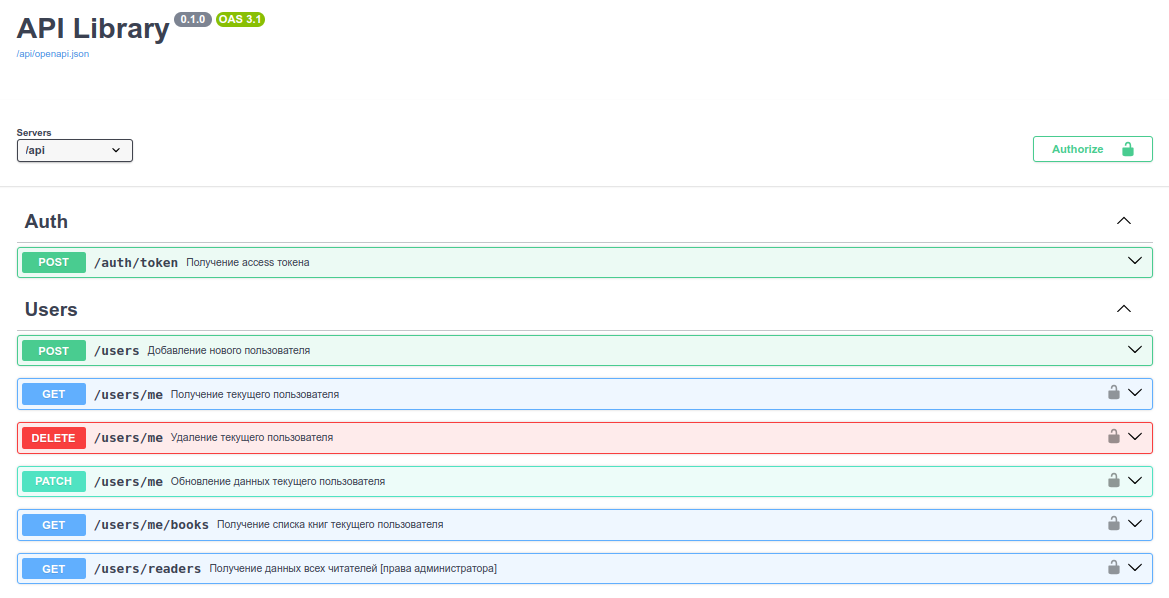 API Library 0.1.0 OAS 3.1
/api/openapi.json
Servers
/api
Authorize
Auth
POST /auth/token Получение access токена
Users
POST /users Добавление нового пользователя
GET /users/me Получение текущего пользователя
DELETE /users/me Удаление текущего пользователя
PATCH /users/me Обновление данных текущего пользователя
GET /users/me/books Получение списка книг текущего пользователя
GET /users/readers Получение данных всех читателей [права администратора]